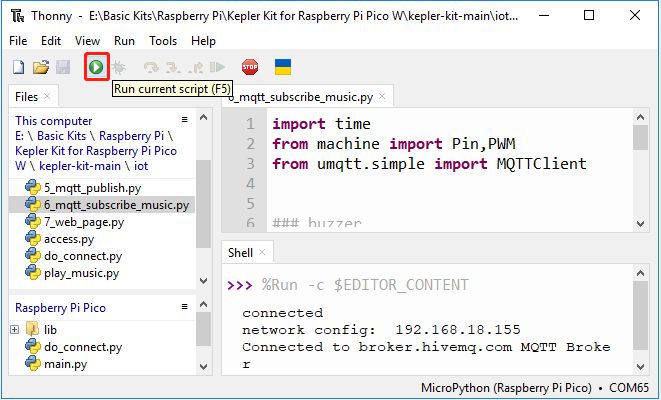 Thonny - E:\Basic Kits\Raspberry Pi\Kepler Kit for Raspberry Pi Pico W\kepler-kit-main\iot...
File Edit View Run Tools Help
STOP
Run current script (F5)
Files
6_mqtt_subscribe_music.py
This computer
E: \ Basic Kits \ Raspberry Pi \
Kepler Kit for Raspberry Pi Pico
W \ kepler-kit-main \ iot
5_mqtt_publish.py
6_mqtt_subscribe_music.py
7_web_page.py
access.py
do_connect.py
play_music.py
1 import time
2 from machine import Pin,PWM
3 from umqtt.simple import MQTTClient
4
5
6 ### buzzer
Shell
>>> %Run -c $EDITOR_CONTENT
connected
network config: 192.168.18.155
Connected to broker.hivemq.com MQTT Broke
r
Raspberry Pi Pico
lib
do_connect.py
main.py
MicroPython (Raspberry Pi Pico) • COM65